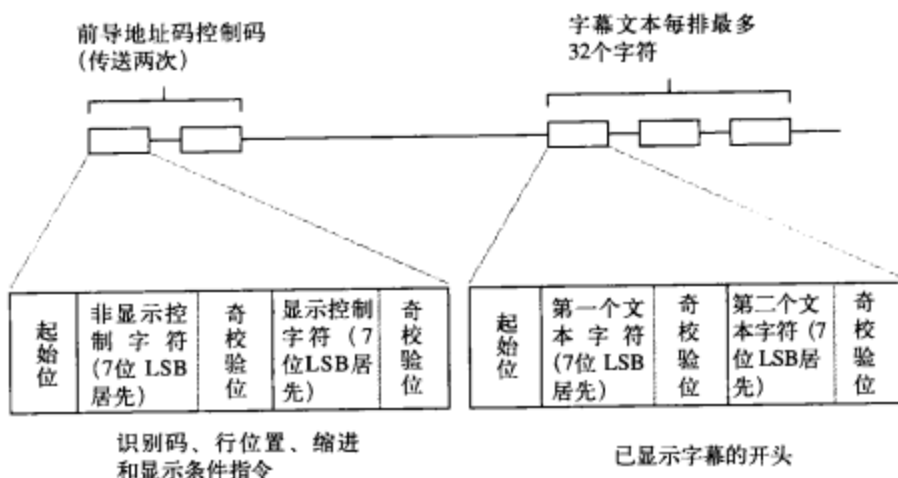 前导地址码控制码
(传送两次)
字幕文本每排最多
32个字符
起始位
非显示控
制字符
(7位 LSB
居先)
奇校验位
显示控制
字符(7
位LSB居
先)
奇校验位
起始位
第一个文
本字符
(7位 LSB
居先)
奇校验位
第二个文
本字符(7
位LSB居
先)
奇校验位
识别码、行位置、缩进
和显示条件指令
已显示字幕的开头